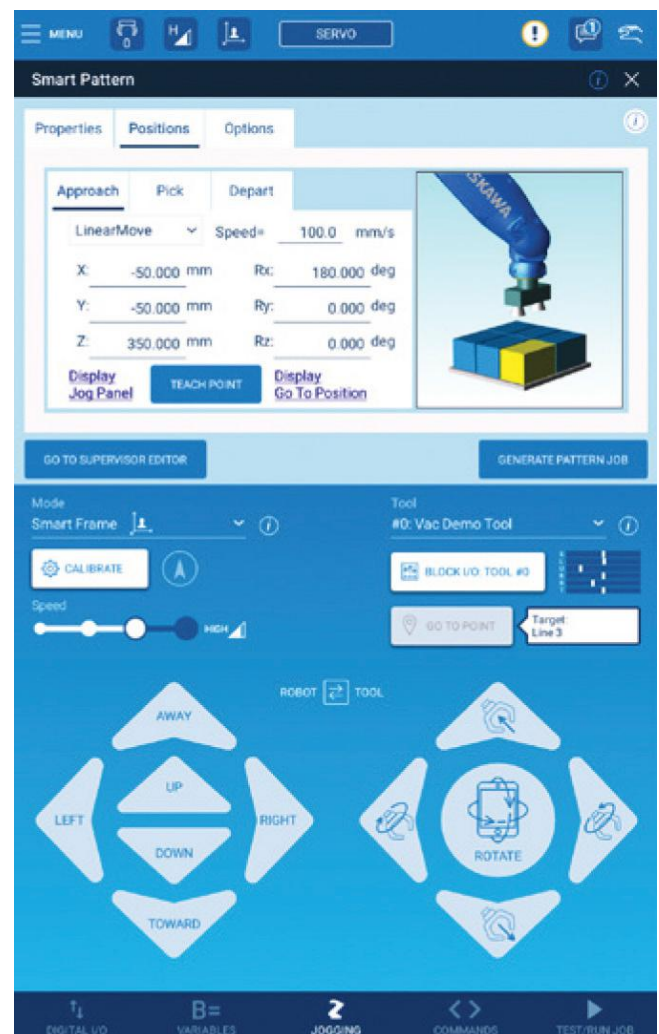 MENU
0
H
SERVO
!
1
Smart Pattern
i
Properties Positions Options
i
Approach Pick Depart
LinearMove Speed= 100.0 mm/s
X: -50.000 mm Rx: 180.000 deg
Y: -50.000 mm Ry: 0.000 deg
Z: 350.000 mm Rz: 0.000 deg
Display
Jog Panel
TEACH POINT
Display
Go To Position
SKAWA
GO TO SUPERVISOR EDITOR
GENERATE PATTERN JOB
Mode
Smart Frame
i
Tool
#0: Vac Demo Tool
i
CALIBRATE
BLOCK I/O: TOOL #0
S
L
U
R
B
T
Speed
HIGH
GO TO POINT
Target:
Line 3
ROBOT TOOL
AWAY
UP
LEFT
RIGHT
DOWN
TOWARD
ROTATE
DIGITAL I/O
B=
VARIABLES
JOGGING
COMMANDS
TEST/RUN JOB